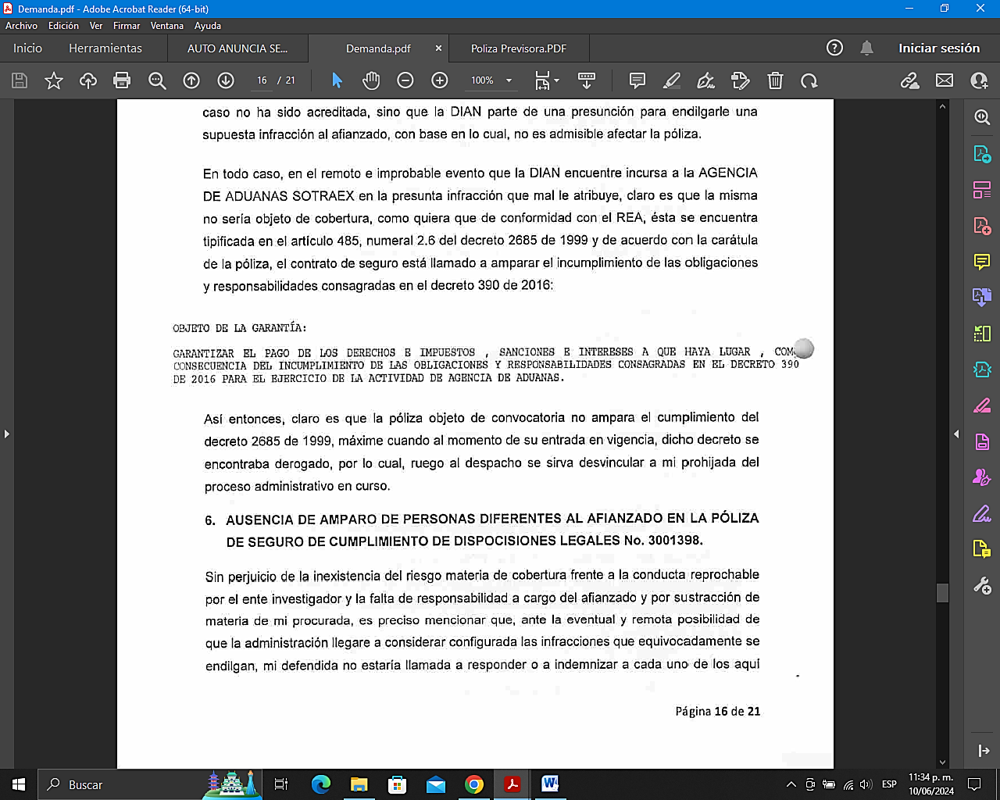 Demanda.pdf - Adobe Acrobat Reader (64-bit)
Archivo Edición Ver Firmar Ventana Ayuda
Inicio Herramientas AUTO ANUNCIA SE... Demanda.pdf × Poliza Previsora.PDF Iniciar sesión
16 / 21 100%
caso no ha sido acreditada, sino que la DIAN parte de una presunción para endilgarle una
supuesta infracción al afianzado, con base en lo cual, no es admisible afectar la póliza.
En todo caso, en el remoto e improbable evento que la DIAN encuentre incursa a la AGENCIA
DE ADUANAS SOTRAEX en la presunta infracción que mal le atribuye, claro es que la misma
no sería objeto de cobertura, como quiera que de conformidad con el REA, ésta se encuentra
tipificada en el artículo 485, numeral 2.6 del decreto 2685 de 1999 y de acuerdo con la carátula
de la póliza, el contrato de seguro está llamado a amparar el incumplimiento de las obligaciones
y responsabilidades consagradas en el decreto 390 de 2016:
OBJETO DE LA GARANTÍA:
GARANTIZAR EL PAGO DE LOS DERECHOS E IMPUESTOS , SANCIONES E INTERESES A QUE HAYA LUGAR , COMO
CONSECUENCIA DEL INCUMPLIMIENTO DE LAS OBLIGACIONES Y RESPONSABILIDADES CONSAGRADAS EN EL DECRETO 390
DE 2016 PARA EL EJERCICIO DE LA ACTIVIDAD DE AGENCIA DE ADUANAS.
Así entonces, claro es que la póliza objeto de convocatoria no ampara el cumplimiento del
decreto 2685 de 1999, máxime cuando al momento de su entrada en vigencia, dicho decreto se
encontraba derogado, por lo cual, ruego al despacho se sirva desvincular a mi prohijada del
proceso administrativo en curso.
6. AUSENCIA DE AMPARO DE PERSONAS DIFERENTES AL AFIANZADO EN LA PÓLIZA
DE SEGURO DE CUMPLIMIENTO DE DISPOCISIONES LEGALES No. 3001398.
Sin perjuicio de la inexistencia del riesgo materia de cobertura frente a la conducta reprochable
por el ente investigador y la falta de responsabilidad a cargo del afianzado y por sustracción de
materia de mi procurada, es preciso mencionar que, ante la eventual y remota posibilidad de
que la administración llegare a considerar configurada las infracciones que equivocadamente se
endilgan, mi defendida no estaría llamada a responder o a indemnizar a cada uno de los aquí
Página 16 de 21
Buscar
ESP
11:34 p. m.
10/06/2024